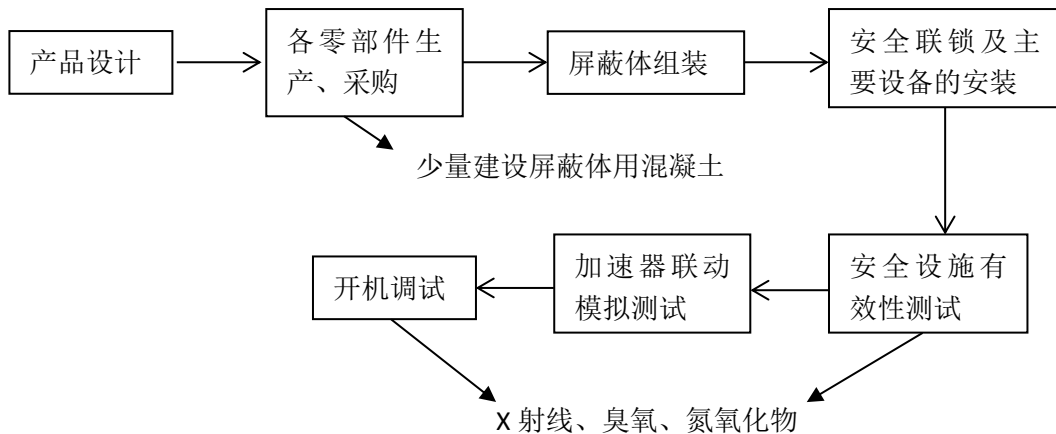 产品设计
各零部件生
产、采购
屏蔽体组装
安全联锁及主
要设备的安装
少量建设屏蔽体用混凝土
开机调试
加速器联动
模拟测试
安全设施有
效性测试
X 射线、臭氧、氮氧化物